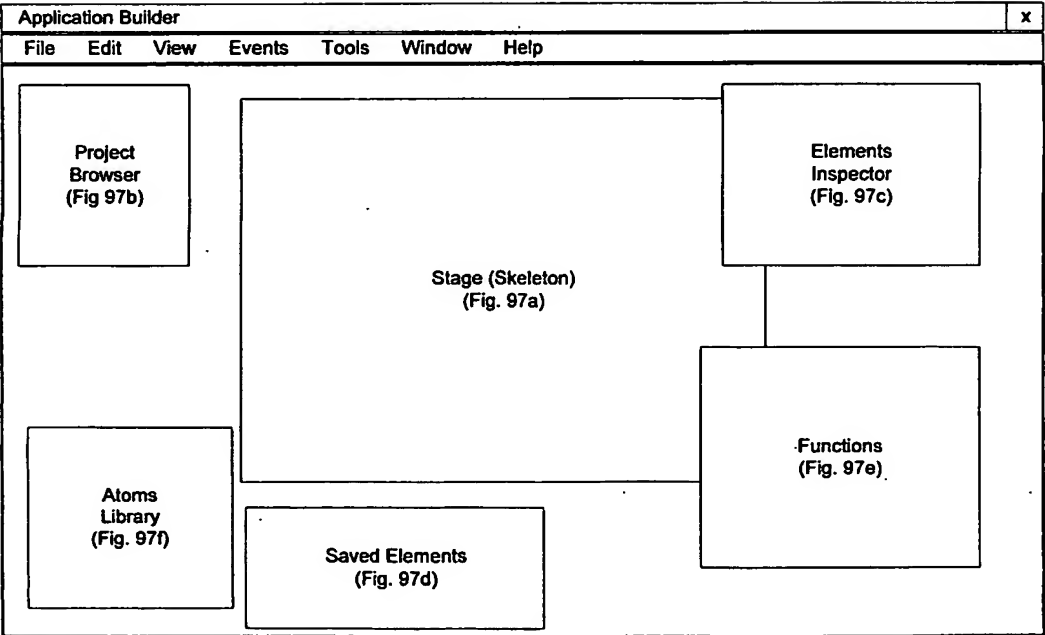 Application Builder x
File Edit View Events Tools Window Help
Project
Browser
(Fig 97b)
Elements
Inspector
(Fig. 97c)
Stage (Skeleton)
(Fig. 97a)
Functions
(Fig. 97e)
Atoms
Library
(Fig. 97f)
Saved Elements
(Fig. 97d)